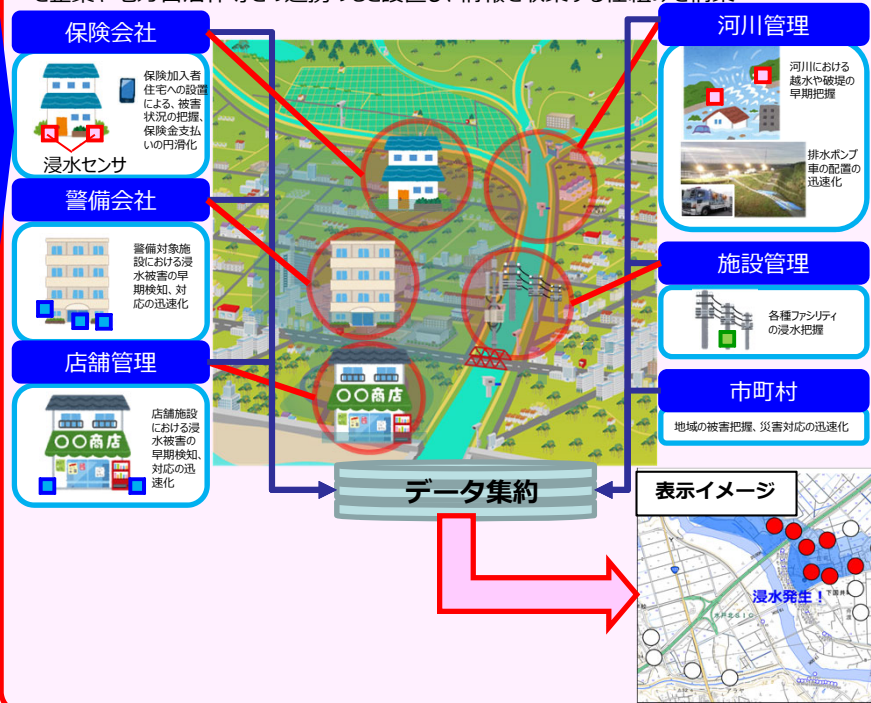 保険会社
保険加入者
住宅への設置
による、被害
状況の把握、
保険金支払
いの円滑化
浸水センサ
警備会社
警備対象施
設における浸
水被害の早
期検知、対
応の迅速化
店舗管理
〇〇商店
店舗施設
における浸
水被害の
早期検知、
対応の迅
速化
〇〇商店
河川管理
河川における
越水や破堤の
早期把握
排水ポンプ
車の配置の
迅速化
施設管理
各種ファシリティ
の浸水把握
市町村
地域の被害把握、災害対応の迅速化
データ集約
表示イメージ
浸水発生！